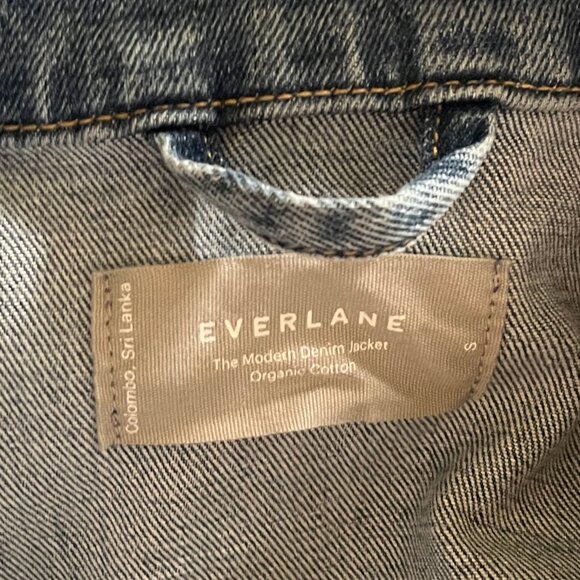 Colombo, Sri Lanka
EVERLANE
The Modern Denim Jacket
Organic Cotton
S